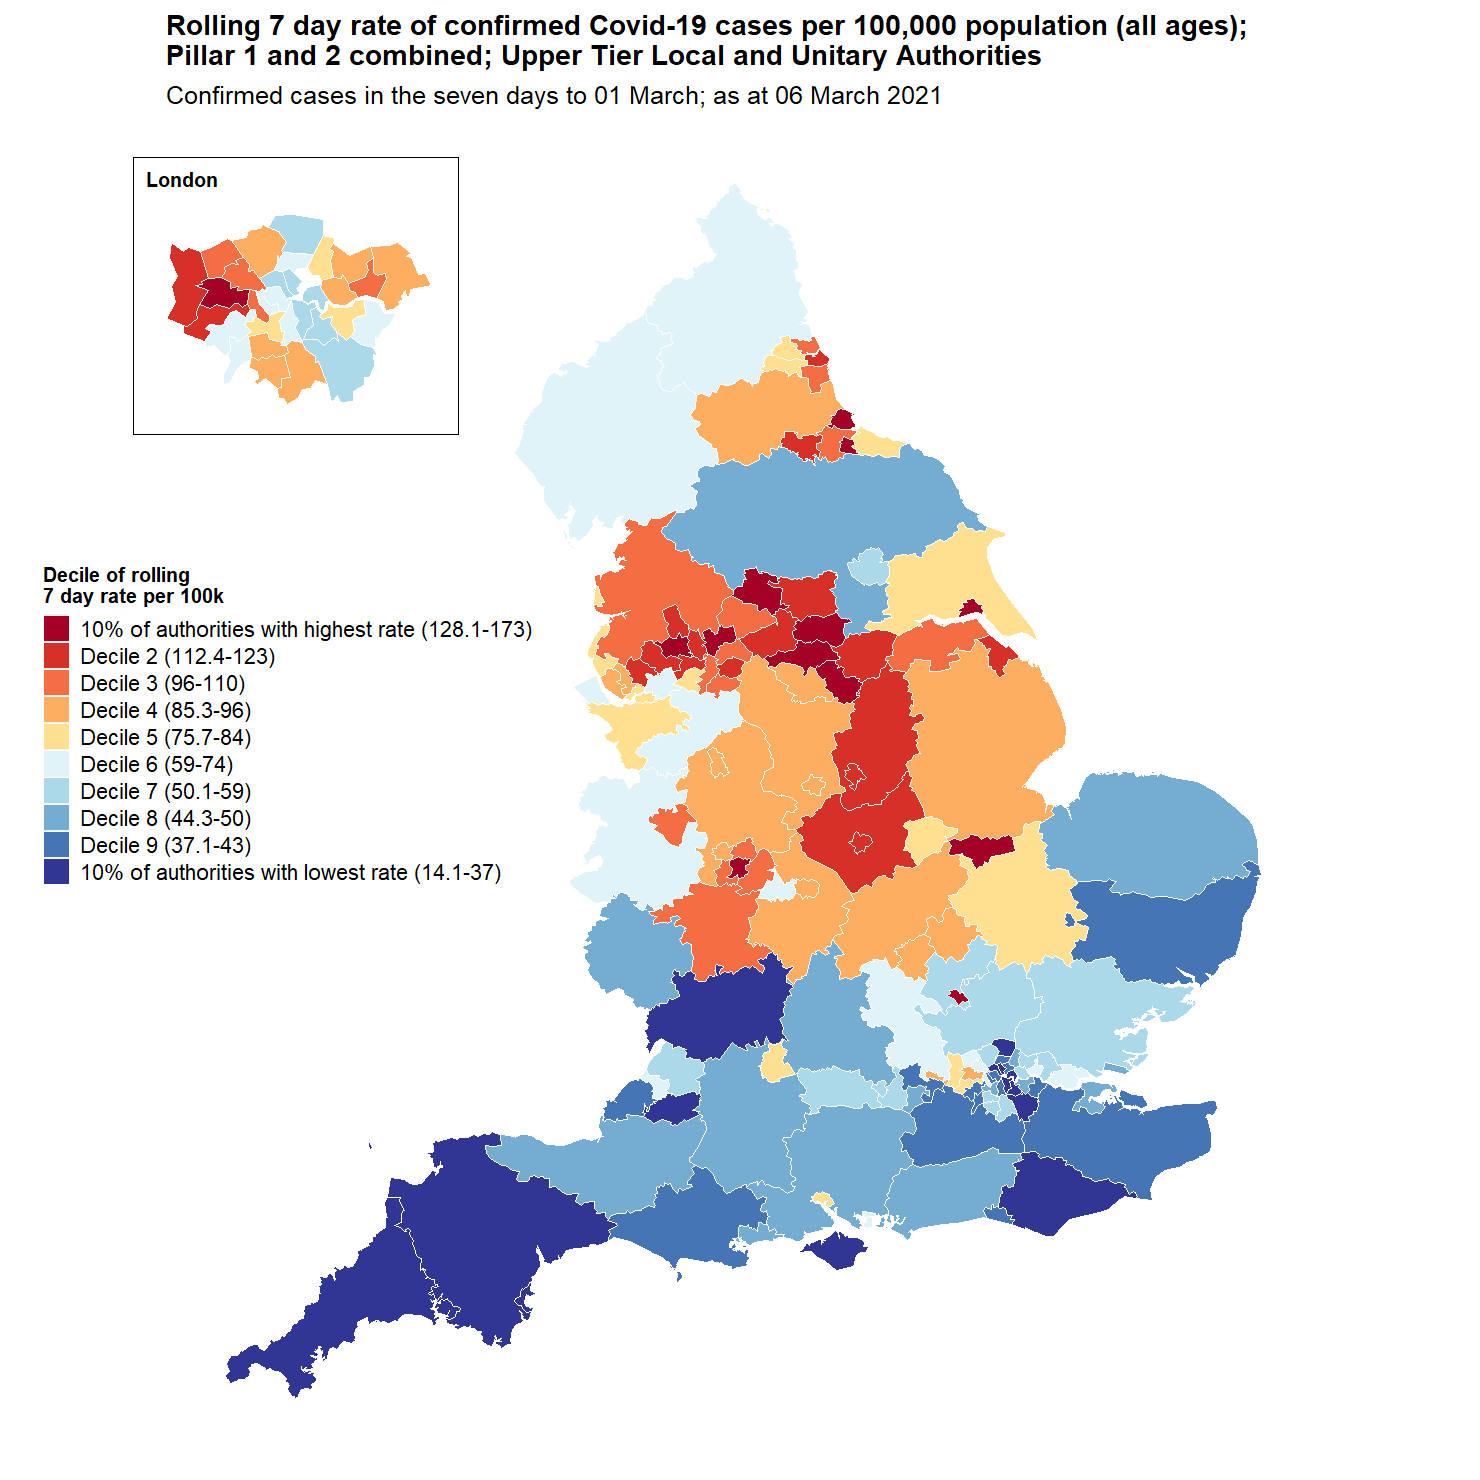 Rolling 7 day rate of confirmed Covid-19 cases per 100,000 population (all ages);
Pillar 1 and 2 combined; Upper Tier Local and Unitary Authorities
Confirmed cases in the seven days to 01 March; as at 06 March 2021
London
Decile of rolling
7 day rate per 100k
10% of authorities with highest rate (128.1-173)
Decile 2 (112.4-123)
Decile 3 (96-110)
Decile 4 (85.3-96)
Decile 5 (75.7-84)
Decile 6 (59-74)
Decile 7 (50.1-59)
Decile 8 (44.3-50)
Decile 9 (37.1-43)
10% of authorities with lowest rate (14.1-37)